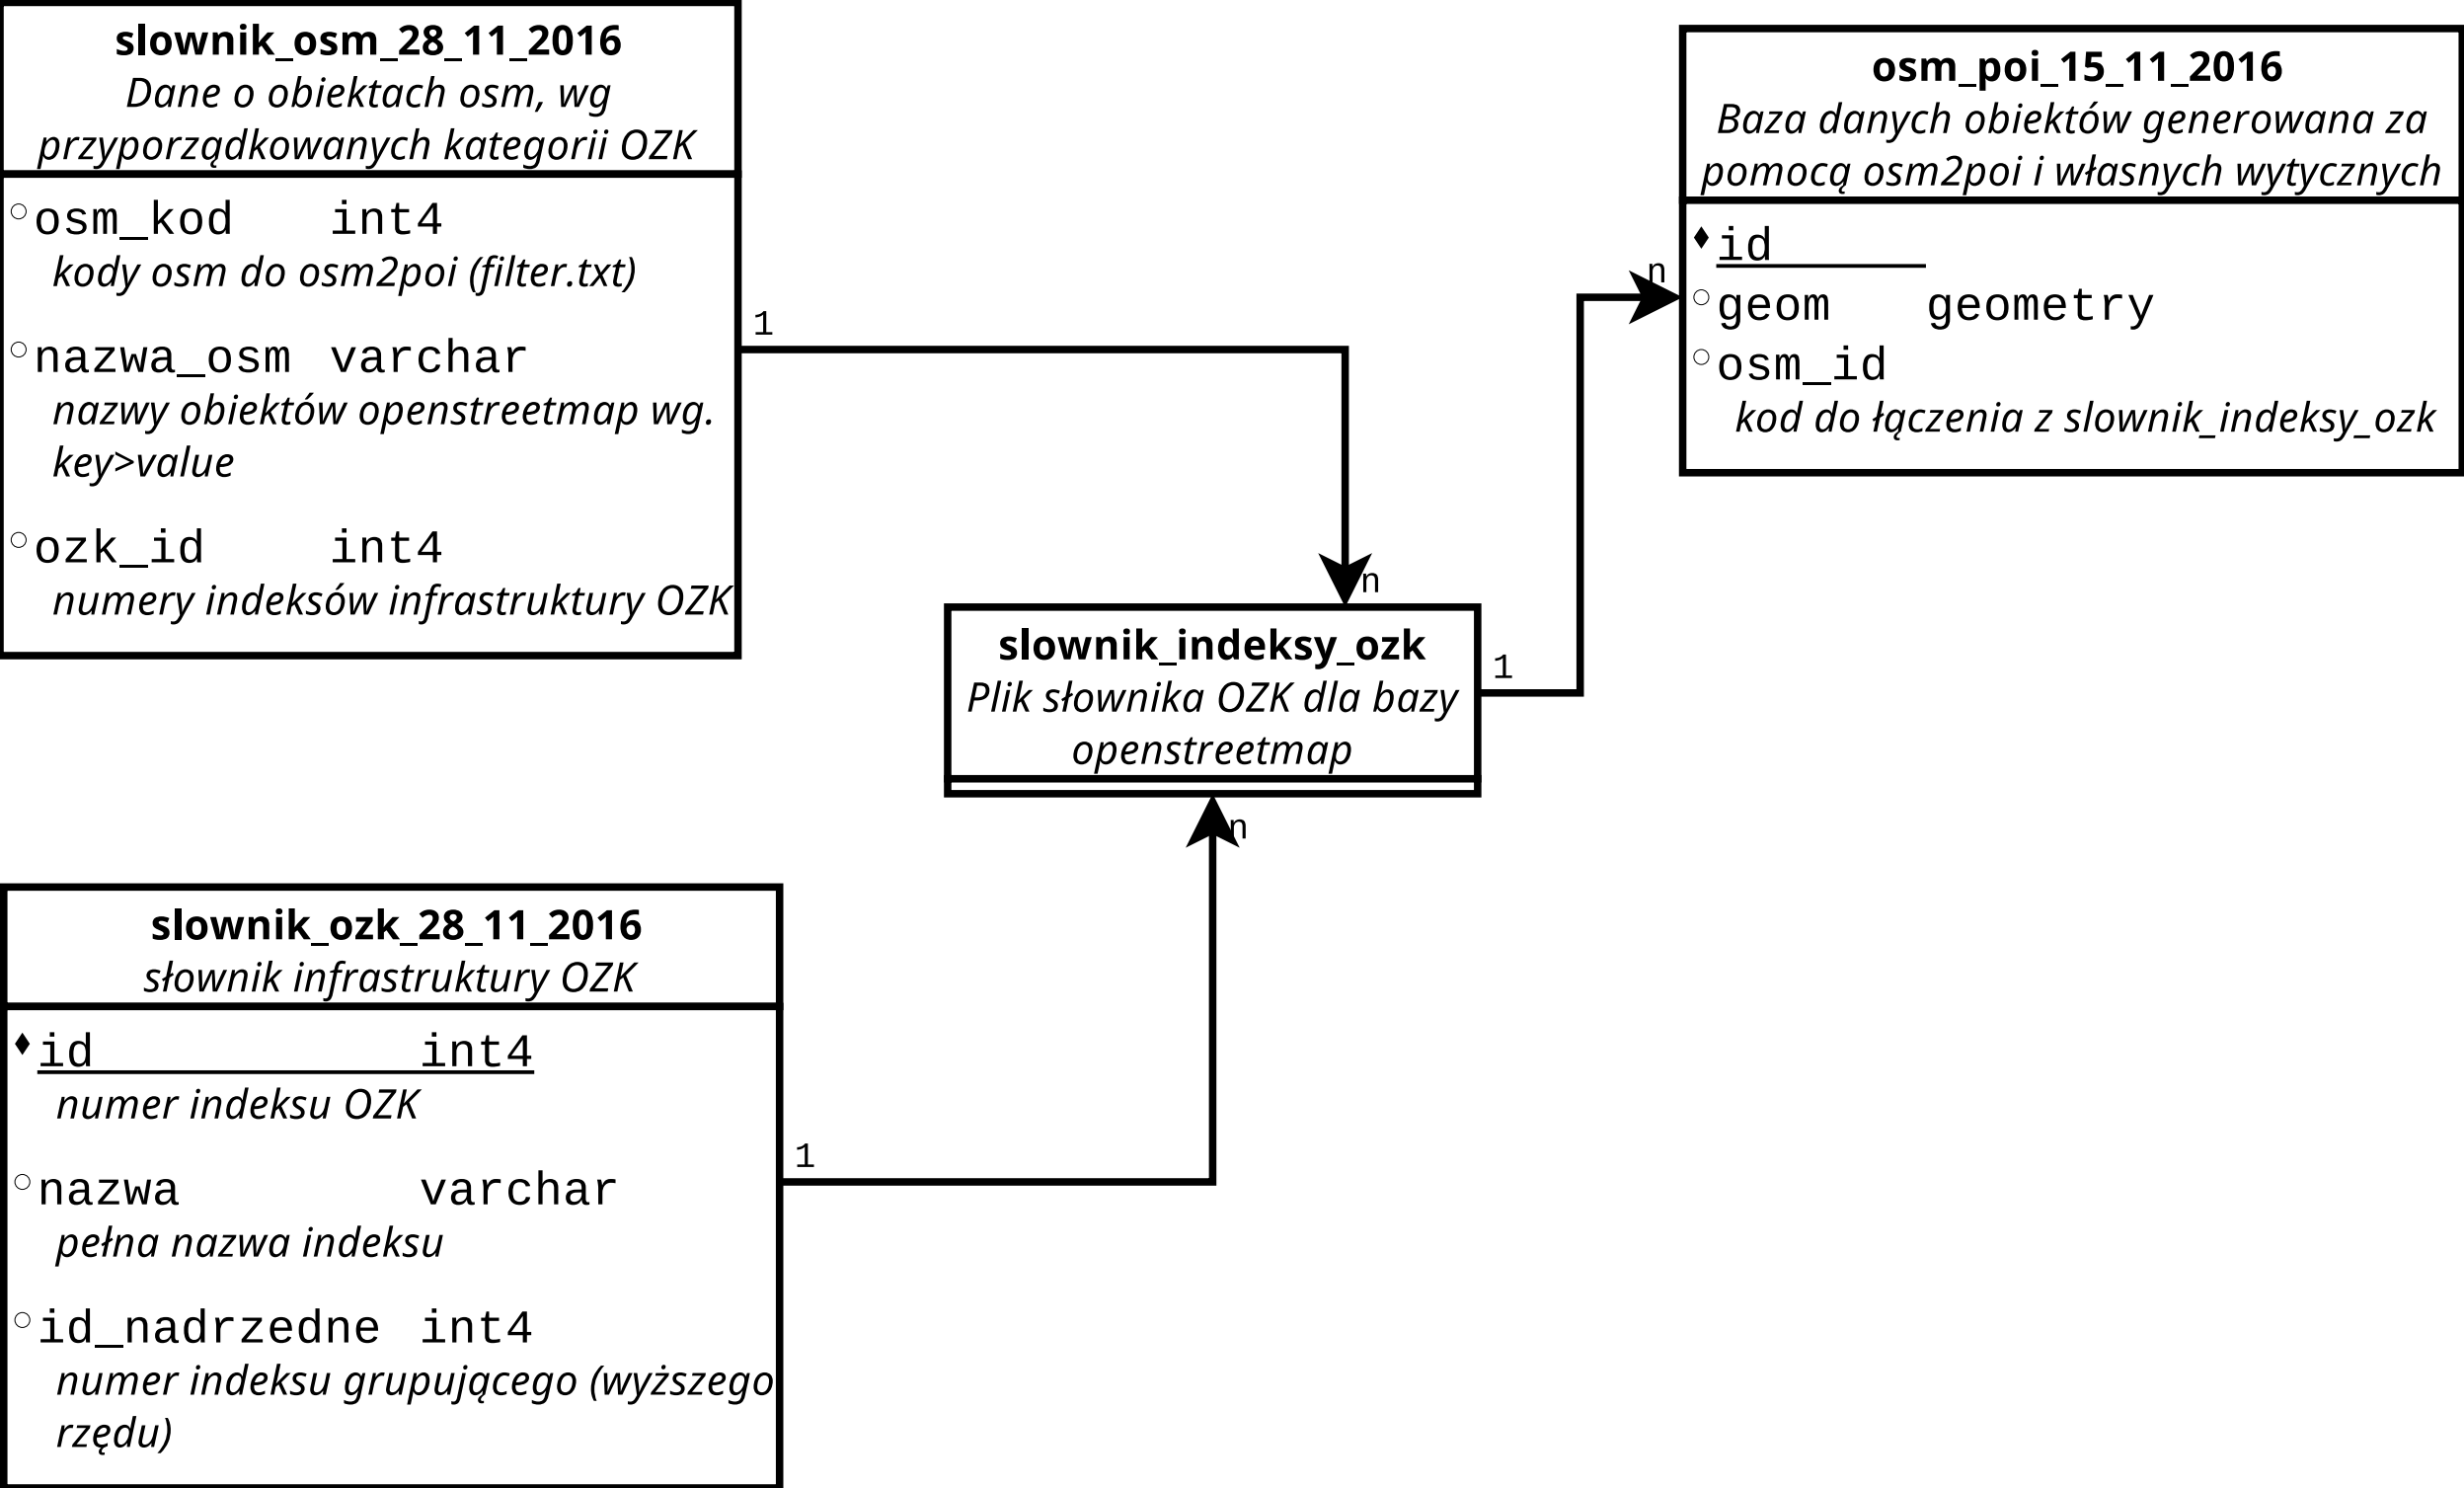 slownik_osm_28_11_2016
Dane o obiektach osm, wg
przyporządkowanych kategorii OZK
osm_kod int4
kody osm do osm2poi (filter.txt)
nazwa_osm varchar
nazwy obiektów openstreetmap wg.
key>value
ozk_id int4
numery indeksów infrastruktury OZK
1
n
osm_poi_15_11_2016
Baza danych obiektów generowana za
pomocą osm2poi i własnych wytycznych
id
geom geometry
osm_id
kod do łączenia z slownik_indeksy_ozk
n
slownik_indeksy_ozk
Plik słownika OZK dla bazy
openstreetmap
1
n
slownik_ozk_28_11_2016
słownik infrastruktury OZK
id int4
numer indeksu OZK
nazwa varchar
pełna nazwa indeksu
id_nadrzedne int4
numer indeksu grupującego (wyższego
rzędu)
1